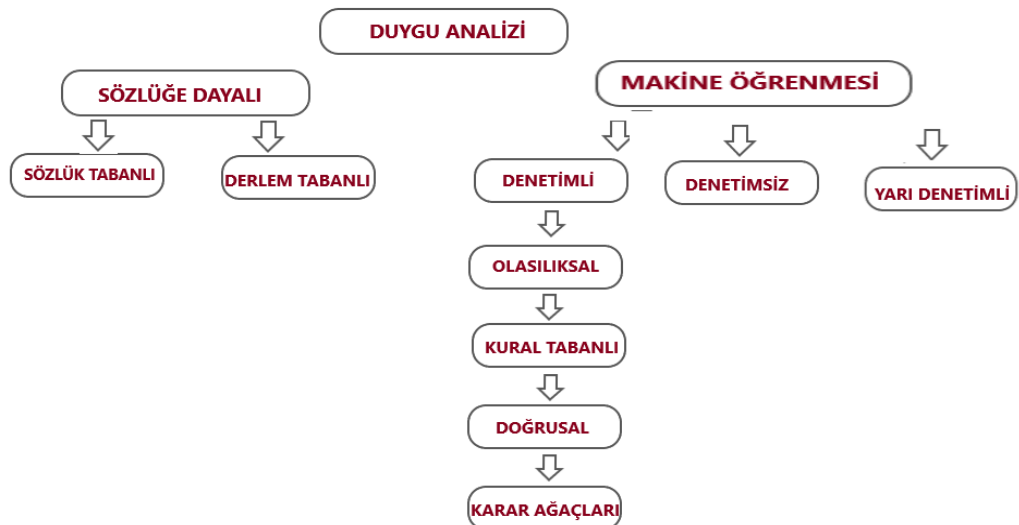 DUYGU ANALİZİ
SÖZLÜĞE DAYALI
MAKİNE ÖĞRENMESİ
SÖZLÜK TABANLI
DERLEM TABANLI
DENETİMLİ
DENETİMSİZ
YARI DENETİMLİ
OLASILIKSAL
KURAL TABANLI
DOĞRUSAL
KARAR AĞAÇLARI